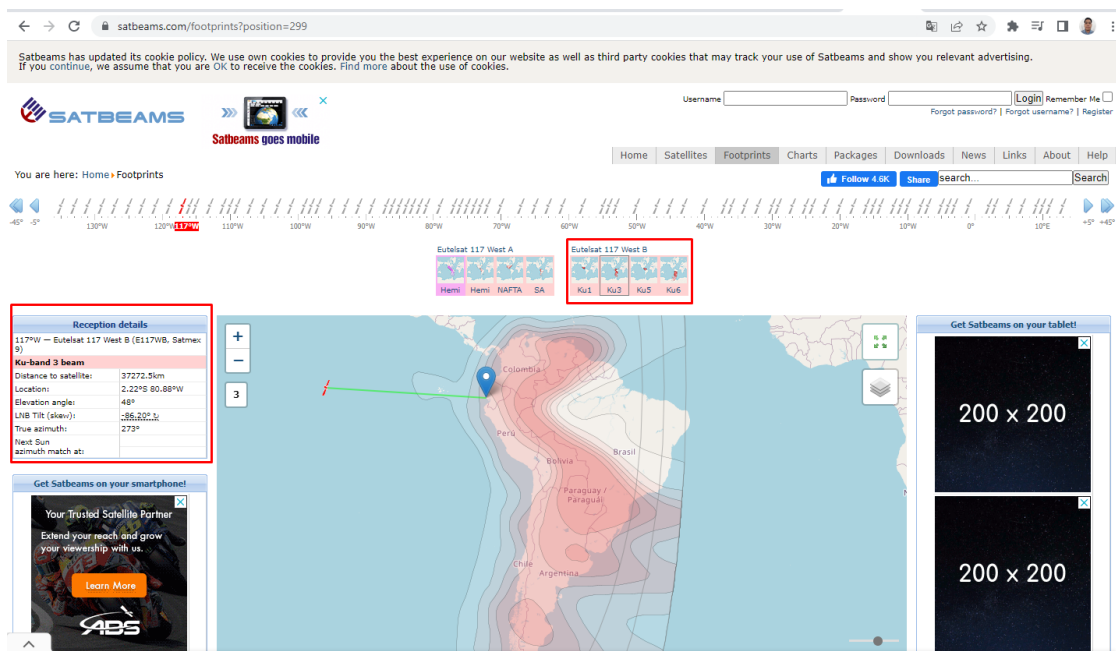 satbeams.com/footprints?position=299
Satbeams has updated its cookie policy. We use own cookies to provide you the best experience on our website as well as third party cookies that may track your use of Satbeams and show you relevant advertising.
If you continue, we assume that you are OK to receive the cookies. Find more about the use of cookies.
SATBEAMS
Satbeams goes mobile
Username Password Login Remember Me
Forgot password? | Forgot username? | Register
Home Satellites Footprints Charts Packages Downloads News Links About Help
You are here: Home Footprints
Follow 4.6K Share search... Search
-45° -5° 130°W 120°W 117°W 110°W 100°W 90°W 80°W 70°W 60°W 50°W 40°W 30°W 20°W 10°W 0° 10°E +5° +45°
Eutelsat 117 West A Eutelsat 117 West B
Hemi Hemi NAFTA SA Ku1 Ku3 Ku5 Ku6
Reception details
117°W — Eutelsat 117 West B (E117WB, Satmex
9)
Ku-band 3 beam
Distance to satellite: 37272.5km
Location: 2.22°S 80.88°W
Elevation angle: 48°
LNB Tilt (skew): -86.20°
True azimuth: 273°
Next Sun
azimuth match at:
+
−
3
Colombia
Perú
Brasil
Bolivia
Paraguay /
Paraguái
Chile
Argentina
Get Satbeams on your tablet!
200 x 200
200 x 200
Get Satbeams on your smartphone!
Your Trusted Satellite Partner
Extend your reach and grow
your viewership with us.
Learn More
ABS